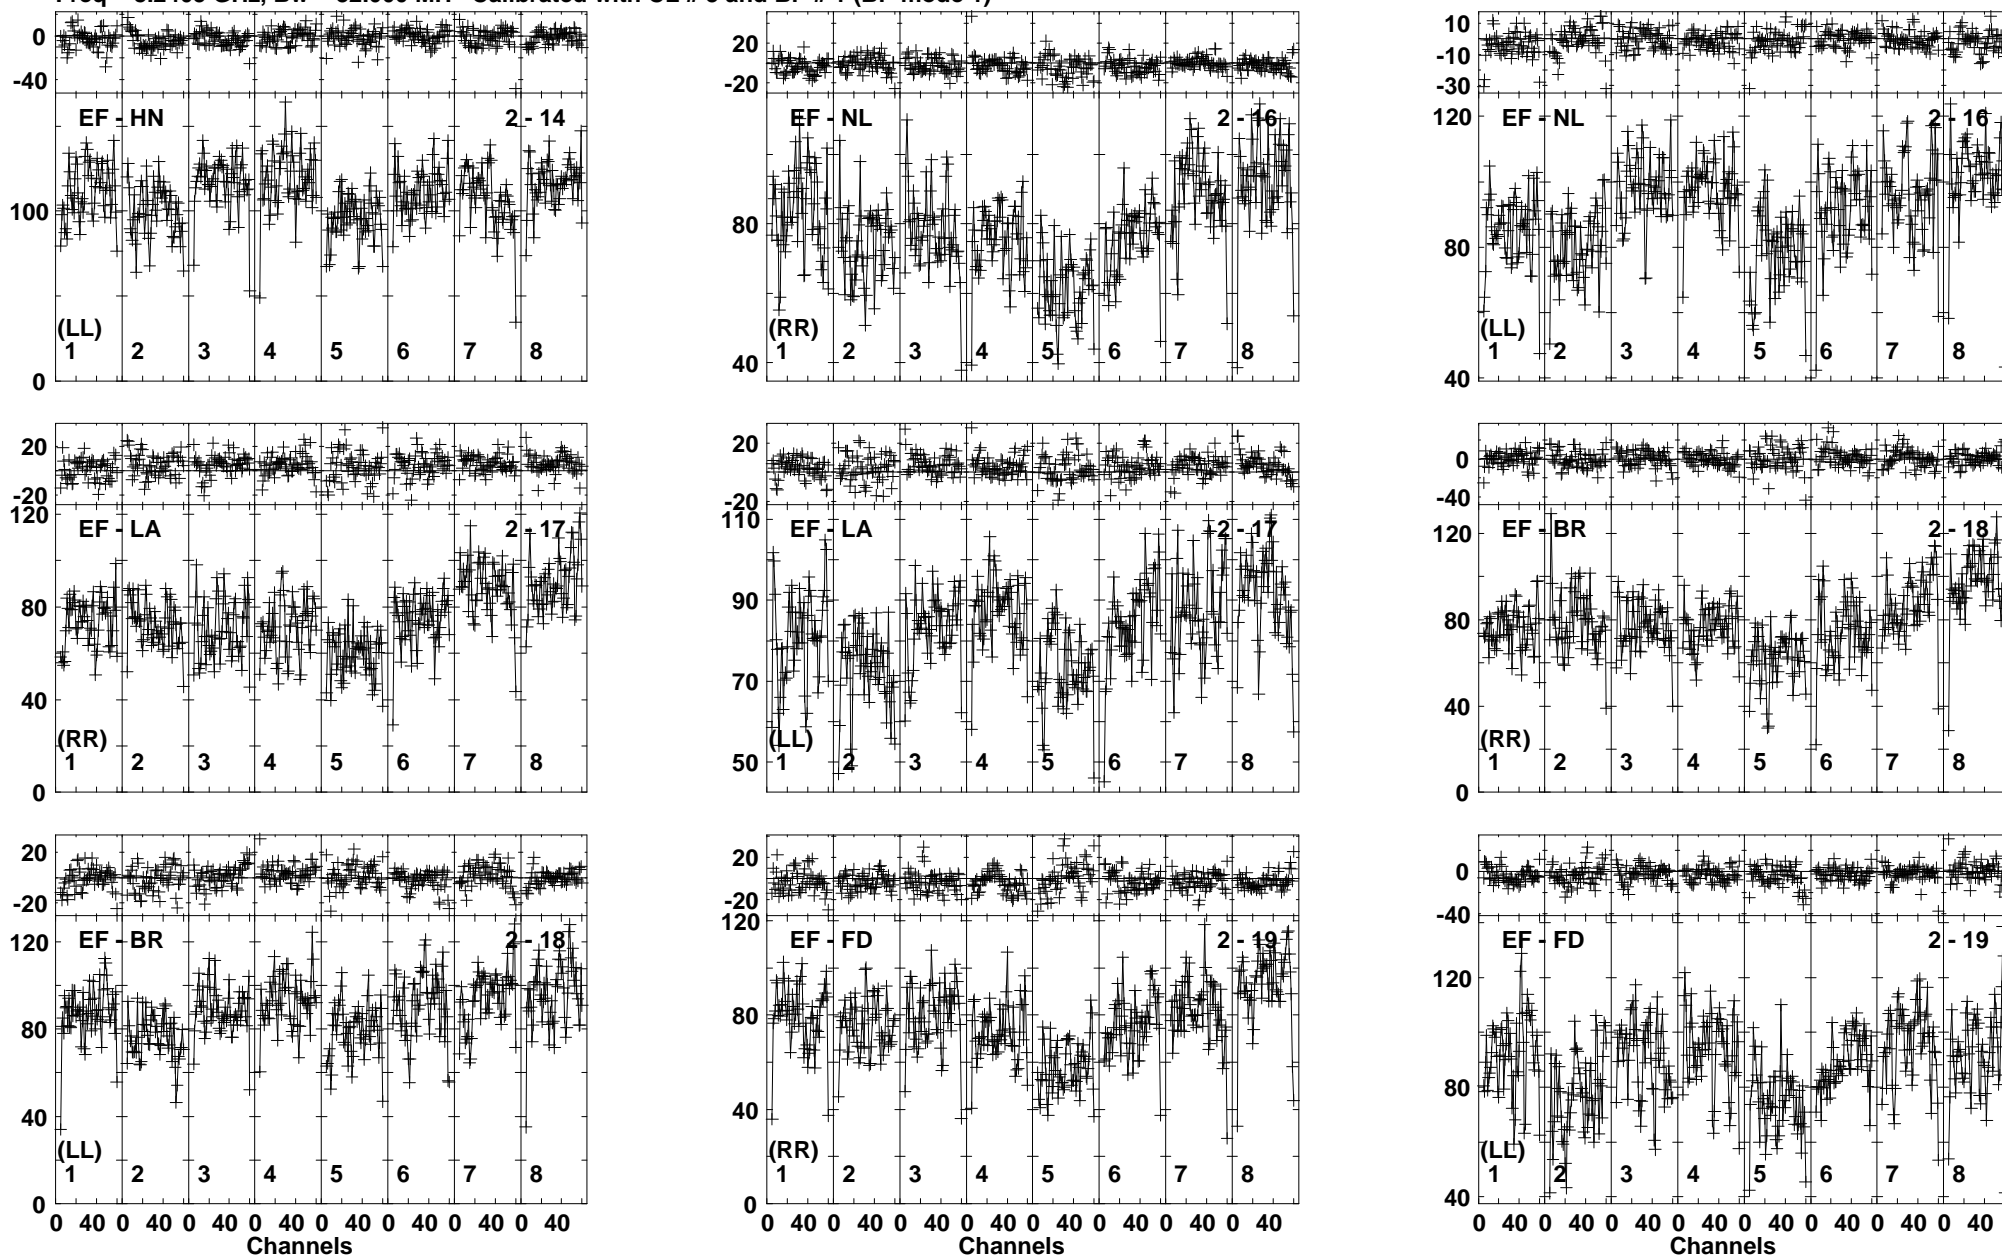 0 -40 20 -20 10 -10 -30
EF - HN 2 - 14 EF - NL 2 - 16 EF - NL 2 - 16
100 80 120 80
(LL) (RR) (LL)
1 2 3 4 5 6 7 8 1 2 3 4 5 6 7 8 1 2 3 4 5 6 7 8
0 40 40
20 -20 20 -20 0 -40
EF - LA 2 - 17 EF - LA 2 - 17 EF - BR 2 - 18
120 80 40 110 90 70 50 120 80 40
(RR) (LL) (RR)
1 2 3 4 5 6 7 8 1 2 3 4 5 6 7 8 1 2 3 4 5 6 7 8
0 0
20 -20 20 -20 0 -40
EF - BR 2 - 18 EF - FD 2 - 19 EF - FD 2 - 19
120 80 40 120 80 40 120 80
(LL) (RR) (LL)
1 2 3 4 5 6 7 8 1 2 3 4 5 6 7 8 1 2 3 4 5 6 7 8
0 0 40
0 40 0 40 0 40 0 40 0 40 0 40 0 40 0 40 0 40 0 40 0 40 0 40 0 40 0 40 0 40 0 40 0 40 0 40 0 40 0 40 0 40 0 40 0 40 0 40
Channels Channels Channels